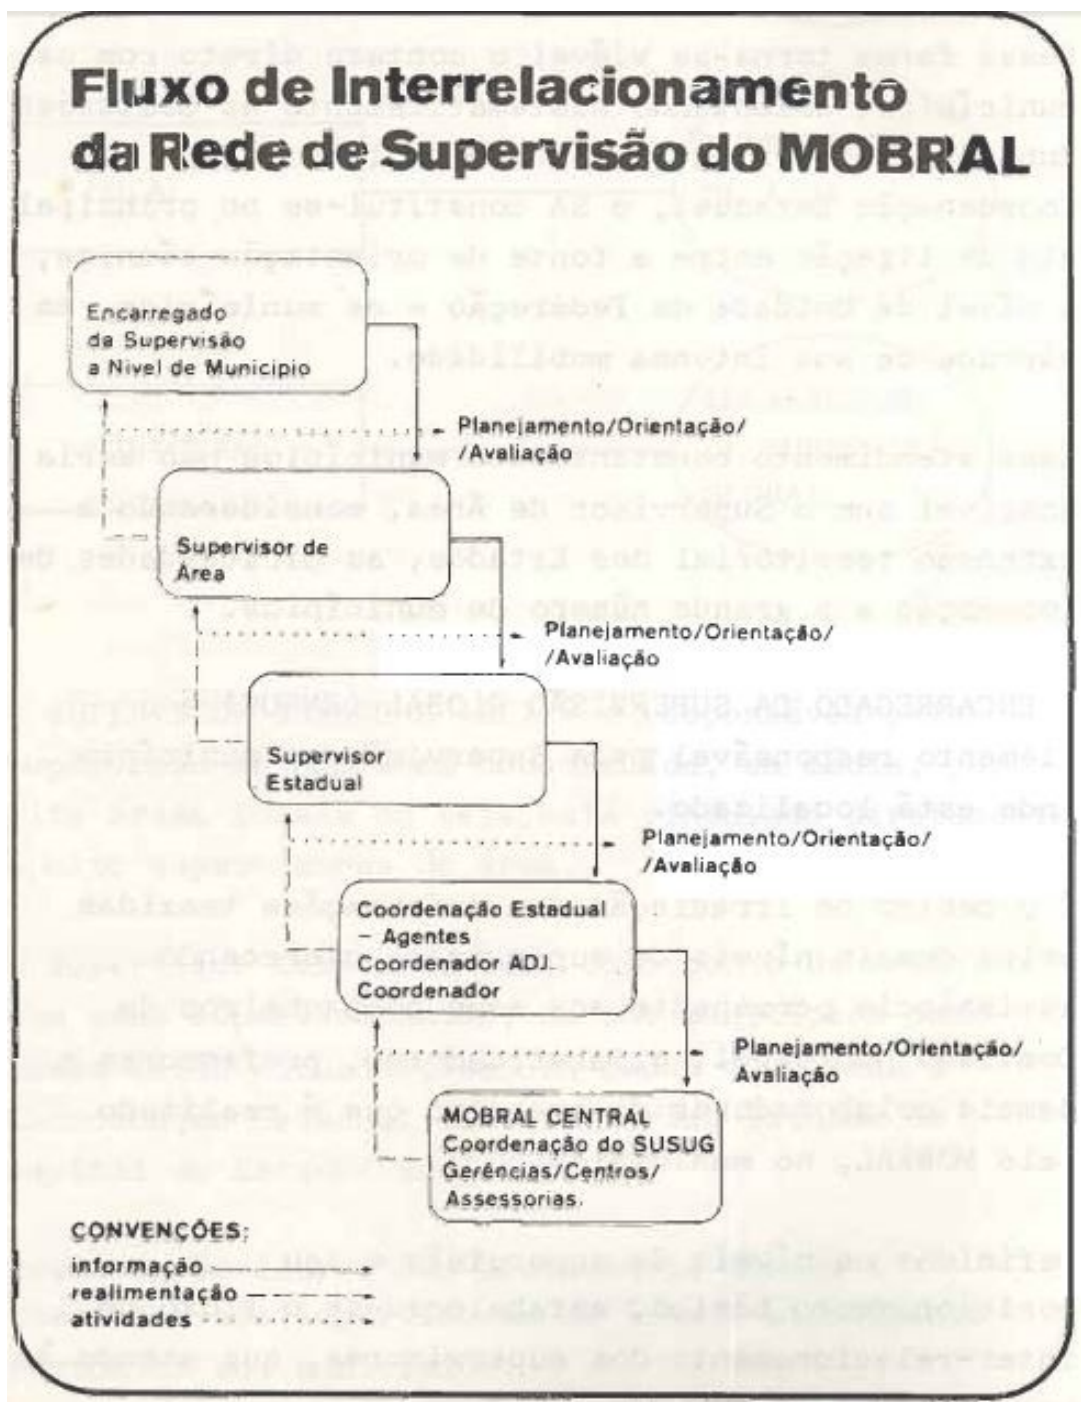 Fluxo de Interrelacionamento
da Rede de Supervisão do MOBRAL
Encarregado
da Supervisão
a Nivel de Municipio
Planejamento/Orientação/
/Avaliação
Supervisor de
Área
Planejamento/Orientação/
/Avaliação
Supervisor
Estadual
Planejamento/Orientação/
/Avaliação
Coordenação Estadual
– Agentes
Coordenador ADJ.
Coordenador
Planejamento/Orientação/
Avaliação
MOBRAL CENTRAL
Coordenação do SUSUG
Gerências/Centros/
Assessorias.
CONVENÇÕES:
informação
realimentação
atividades